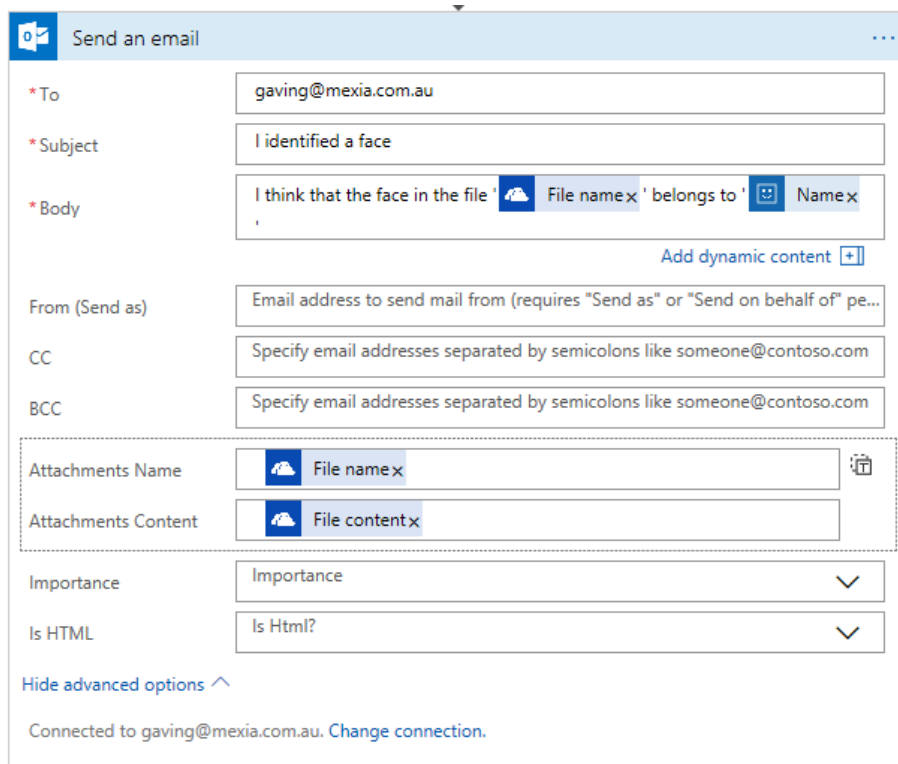 Send an email
* To
gaving@mexia.com.au
* Subject
I identified a face
* Body
I think that the face in the file ' File name x ' belongs to ' Name x
'
Add dynamic content
From (Send as)
Email address to send mail from (requires "Send as" or "Send on behalf of" pe...
CC
Specify email addresses separated by semicolons like someone@contoso.com
BCC
Specify email addresses separated by semicolons like someone@contoso.com
Attachments Name
File name x
Attachments Content
File content x
Importance
Importance
Is HTML
Is Html?
Hide advanced options
Connected to gaving@mexia.com.au. Change connection.